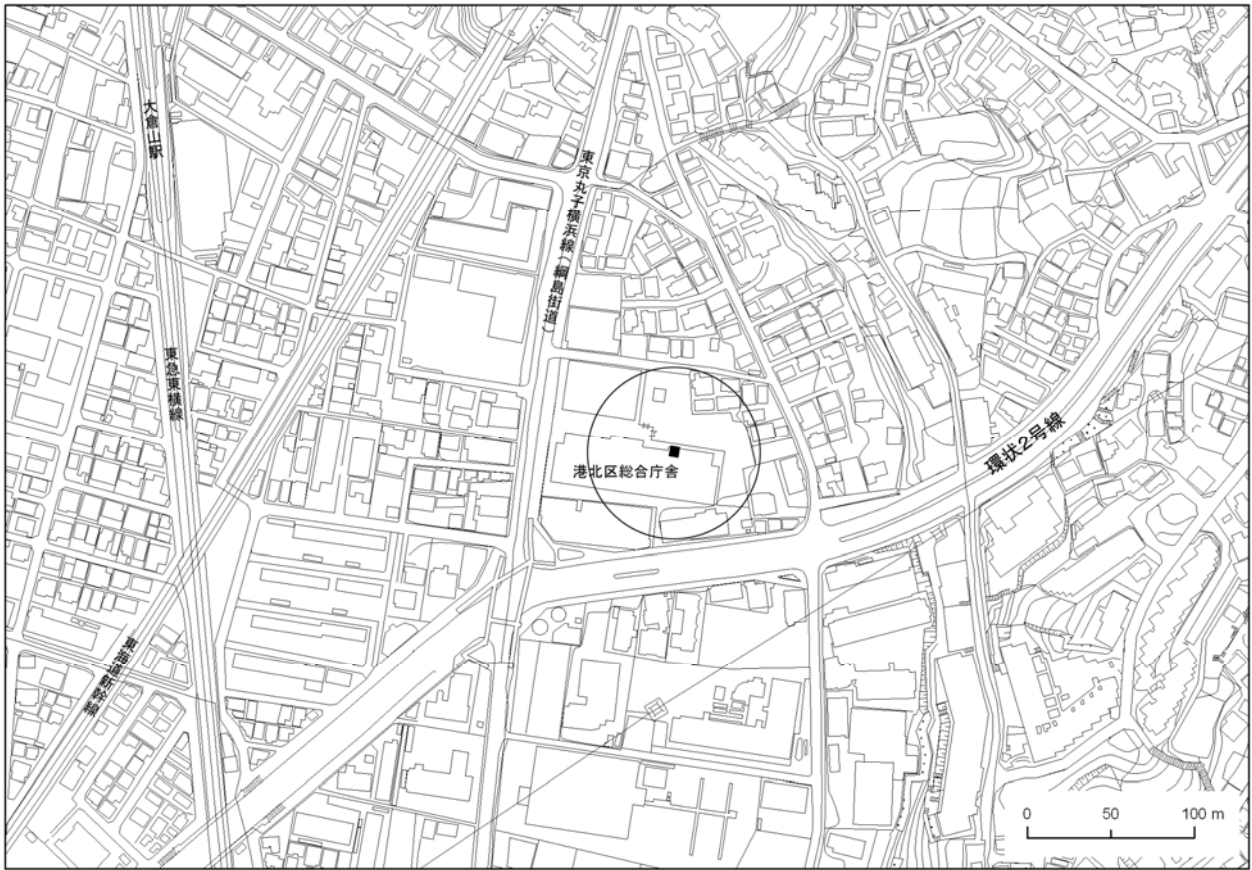 大倉山駅
東京丸子横浜線(綱島街道)
東急東横線
港北区総合庁舎
環状2号線
東海道新幹線
0 50 100 m